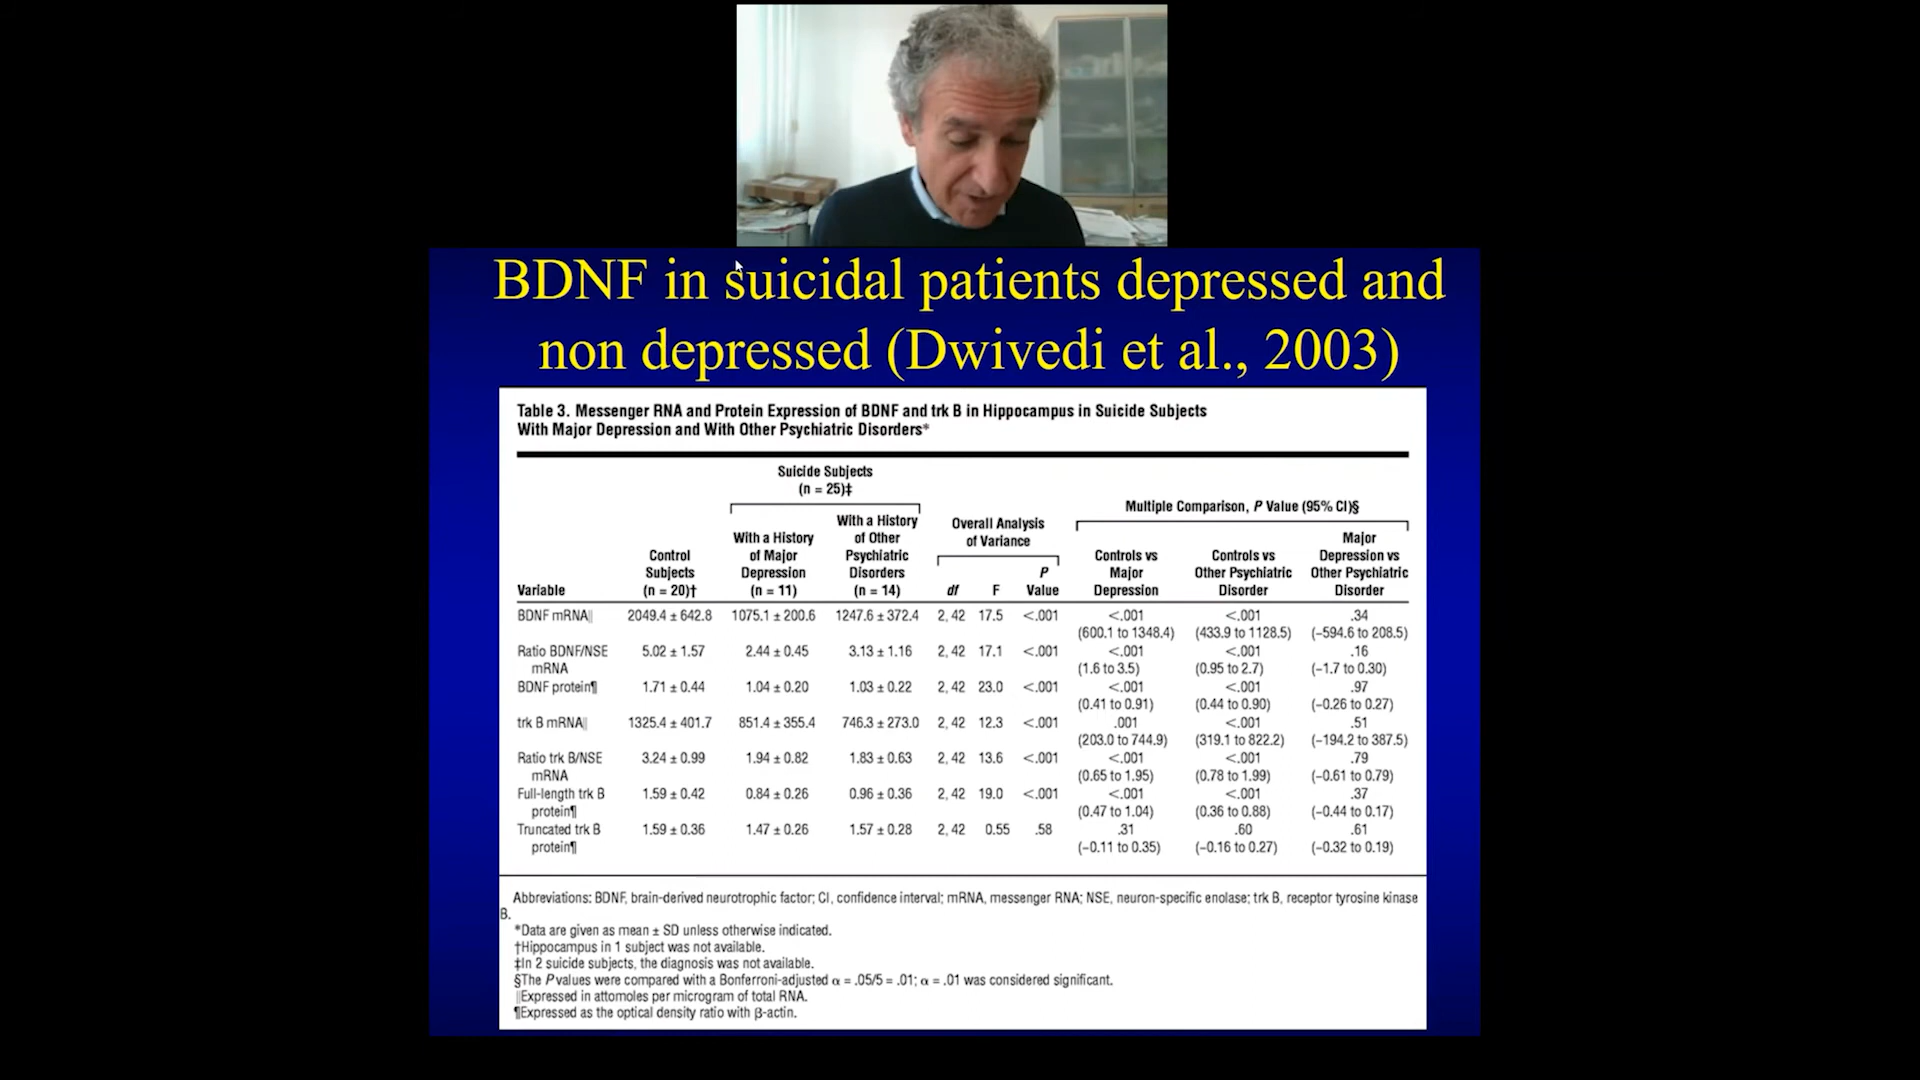 BDNF in suicidal patients depressed and
non depressed (Dwivedi et al., 2003)
Table 3. Messenger RNA and Protein Expression of BDNF and trk B in Hippocampus in Suicide Subjects
With Major Depression and With Other Psychiatric Disorders*
Suicide Subjects
(n = 25)‡
Multiple Comparison, P Value (95% CI)§
With a History
With a History of Other Overall Analysis Major
of Major Psychiatric of Variance Control Controls vs Controls vs Depression vs
Subjects Depression Disorders P Major Other Psychiatric Other Psychiatric
Variable (n = 20)† (n = 11) (n = 14) df F Value Depression Disorder Disorder
BDNF mRNA‖ 2049.4 ± 642.8 1075.1 ± 200.6 1247.6 ± 372.4 2, 42 17.5 <.001 <.001 <.001 .34
(600.1 to 1348.4) (433.9 to 1128.5) (−594.6 to 208.5)
Ratio BDNF/NSE 5.02 ± 1.57 2.44 ± 0.45 3.13 ± 1.16 2, 42 17.1 <.001 <.001 <.001 .16
mRNA (1.6 to 3.5) (0.95 to 2.7) (−1.7 to 0.30)
BDNF protein¶ 1.71 ± 0.44 1.04 ± 0.20 1.03 ± 0.22 2, 42 23.0 <.001 <.001 <.001 .97
(0.41 to 0.91) (0.44 to 0.90) (−0.26 to 0.27)
trk B mRNA‖ 1325.4 ± 401.7 851.4 ± 355.4 746.3 ± 273.0 2, 42 12.3 <.001 .001 <.001 .51
(203.0 to 744.9) (319.1 to 822.2) (−194.2 to 387.5)
Ratio trk B/NSE 3.24 ± 0.99 1.94 ± 0.82 1.83 ± 0.63 2, 42 13.6 <.001 <.001 <.001 .79
mRNA (0.65 to 1.95) (0.78 to 1.99) (−0.61 to 0.79)
Full-length trk B 1.59 ± 0.42 0.84 ± 0.26 0.96 ± 0.36 2, 42 19.0 <.001 <.001 <.001 .37
protein¶ (0.47 to 1.04) (0.36 to 0.88) (−0.44 to 0.17)
Truncated trk B 1.59 ± 0.36 1.47 ± 0.26 1.57 ± 0.28 2, 42 0.55 .58 .31 .60 .61
protein¶ (−0.11 to 0.35) (−0.16 to 0.27) (−0.32 to 0.19)
Abbreviations: BDNF, brain-derived neurotrophic factor; CI, confidence interval; mRNA, messenger RNA; NSE, neuron-specific enolase; trk B, receptor tyrosine kinase
B.
*Data are given as mean ± SD unless otherwise indicated.
†Hippocampus in 1 subject was not available.
‡In 2 suicide subjects, the diagnosis was not available.
§The P values were compared with a Bonferroni-adjusted α = .05/5 = .01; α = .01 was considered significant.
‖Expressed in attomoles per microgram of total RNA.
¶Expressed as the optical density ratio with β-actin.